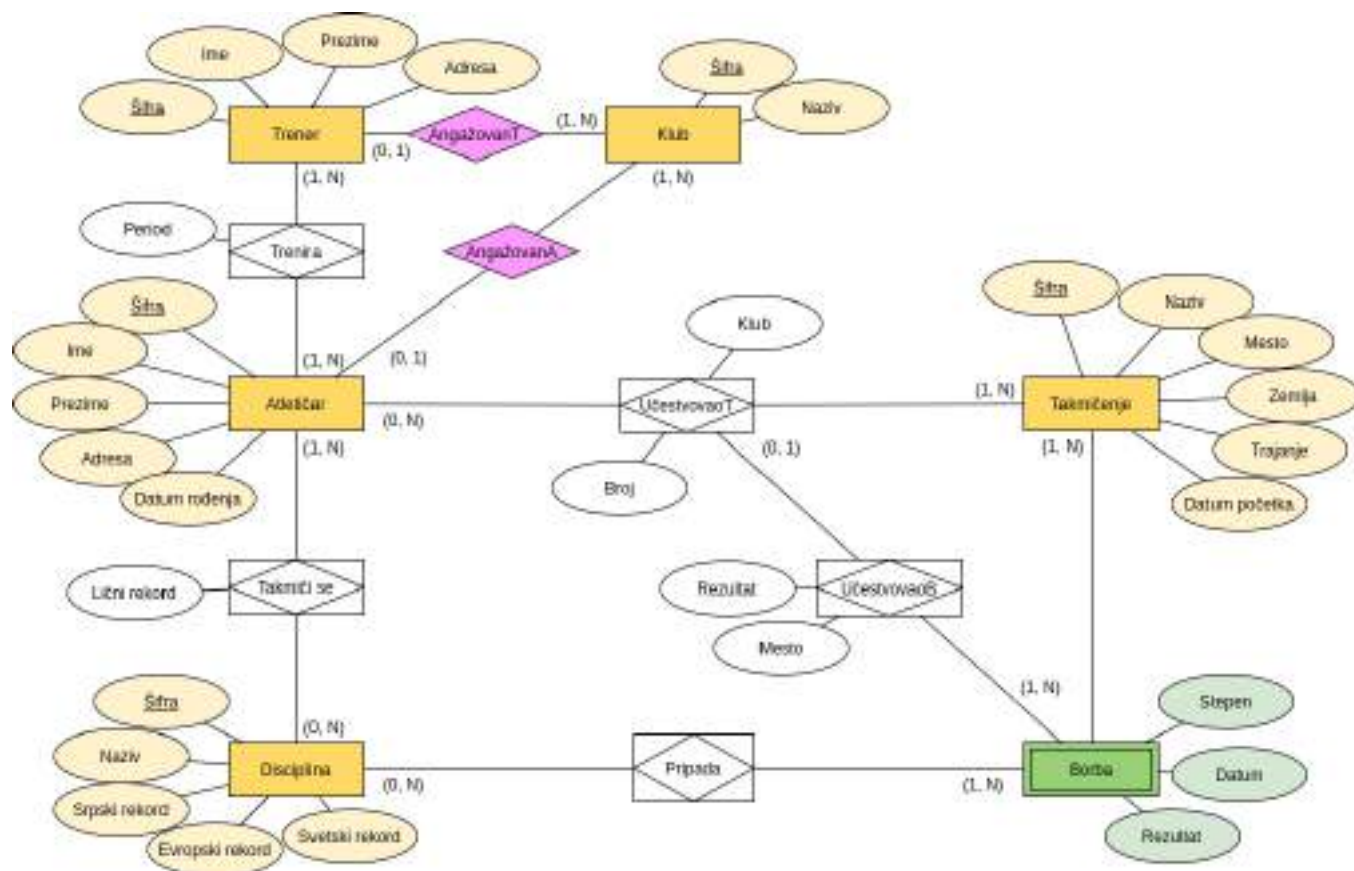 Prezime
Ime
Adresa
Šifra
Šifra
Naziv
Trener
AngažovanT
(1, N)
Klub
(0, 1)
(1, N)
(1, N)
Period
Trenira
AngažovanA
Šifra
Šifra
Naziv
Klub
Ime
(1, N)
(0, 1)
Mesto
Prezime
Atletičar
UčestvovaoT
(1, N)
Takmičenje
Zemlja
(0, N)
Adresa
(1, N)
(0, 1)
(1, N)
Trajanje
Datum rođenja
Broj
Datum početka
Lični rekord
Takmiči se
Rezultat
UčestvovaoB
Mesto
(1, N)
Šifra
Stepen
(0, N)
Naziv
Disciplina
Pripada
Borba
Datum
(0, N)
(1, N)
Srpski rekord
Svetski rekord
Rezultat
Evropski rekord